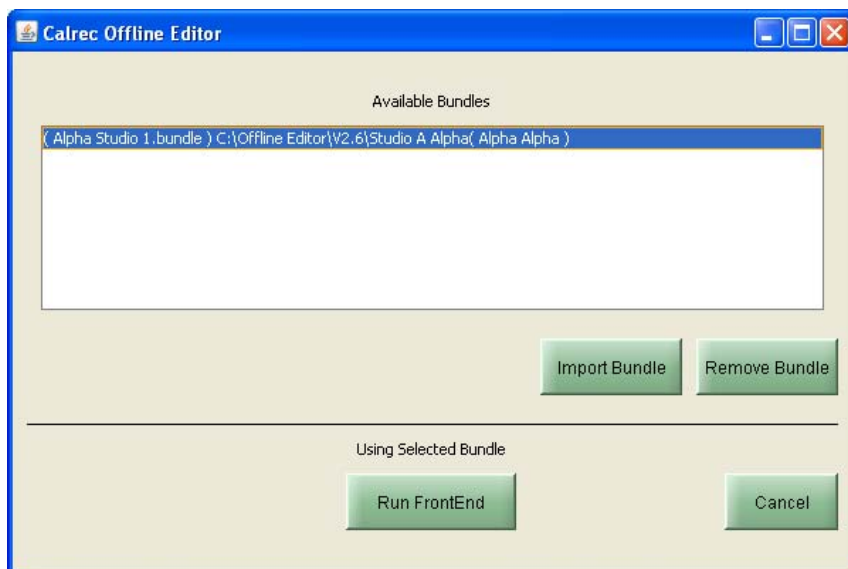 Calrec Offline Editor
Available Bundles
( Alpha Studio 1.bundle ) C:\Offline Editor\V2.6\Studio A Alpha( Alpha Alpha )
Import Bundle
Remove Bundle
Using Selected Bundle
Run FrontEnd
Cancel